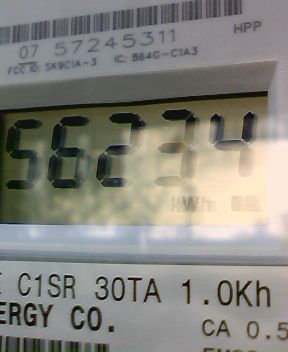 HPP
07 57245311
FCC ID: SK9C1A-3 IC: 864G-C1A3
56234
kWh
C1SR 30TA 1.0Kh
ERGY CO.
CA 0.5